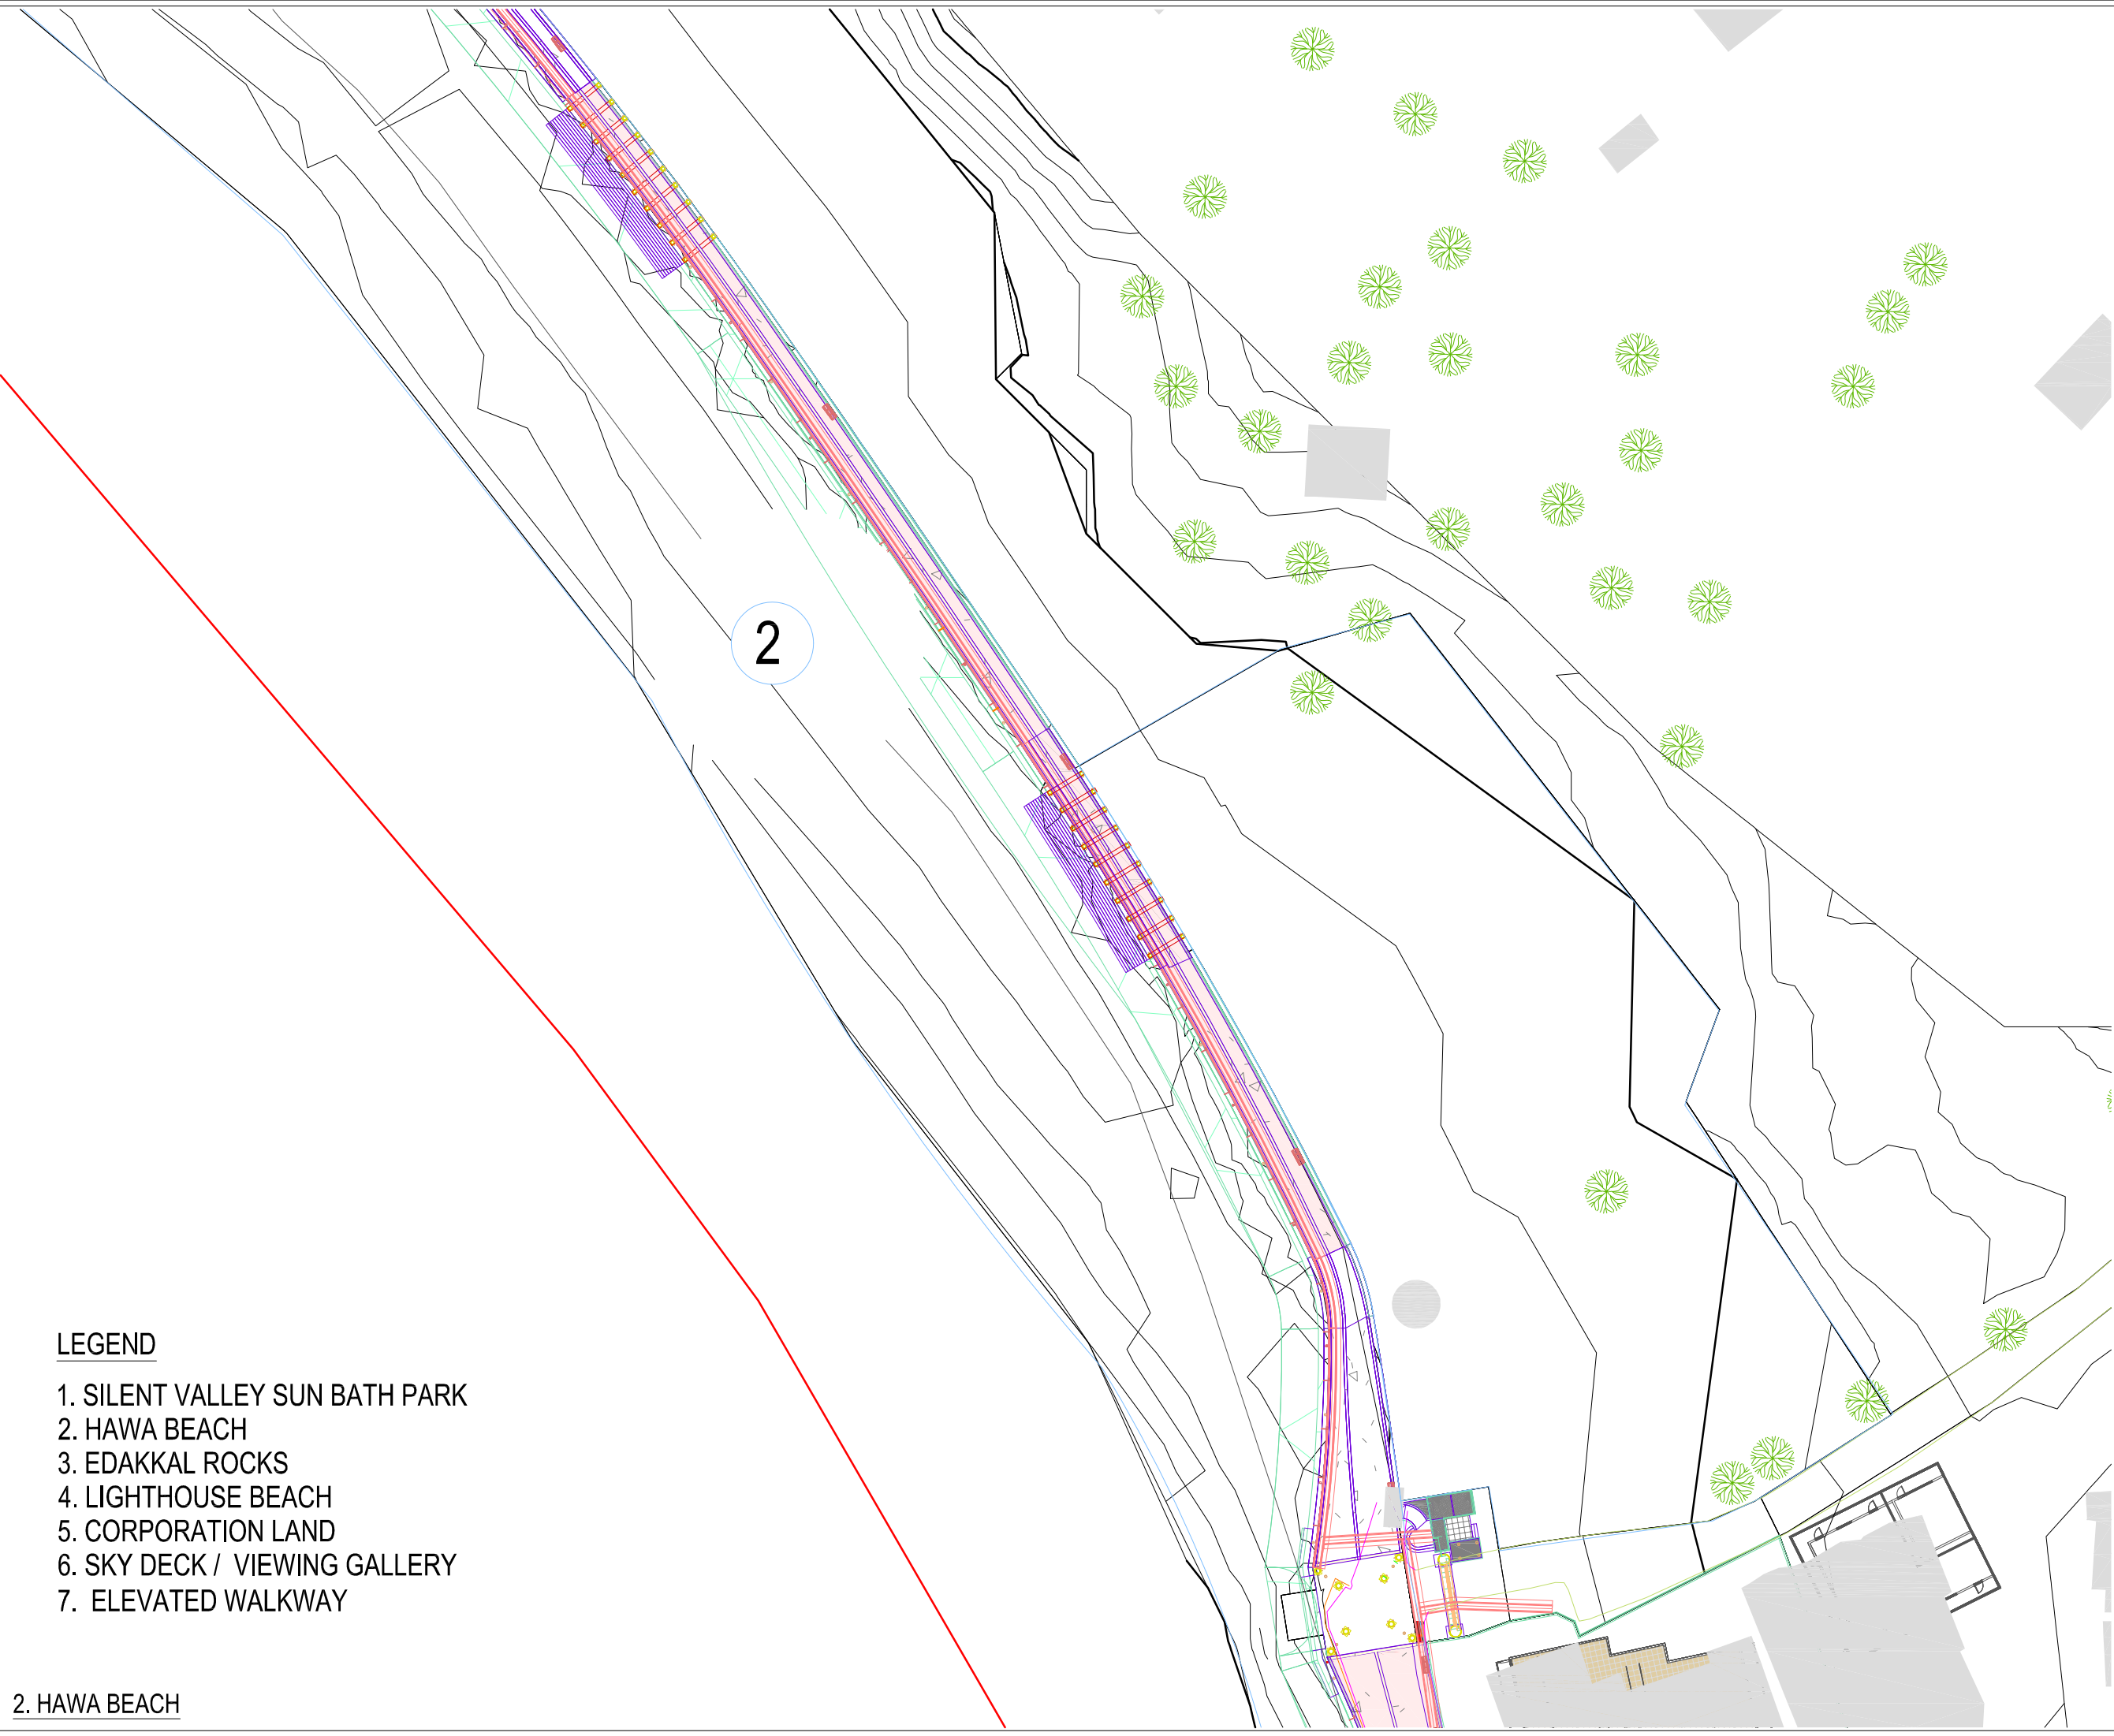 2
LEGEND
1. SILENT VALLEY SUN BATH PARK
2. HAWA BEACH
3. EDAKKAL ROCKS
4. LIGHTHOUSE BEACH
5. CORPORATION LAND
6. SKY DECK / VIEWING GALLERY
7. ELEVATED WALKWAY
2. HAWA BEACH